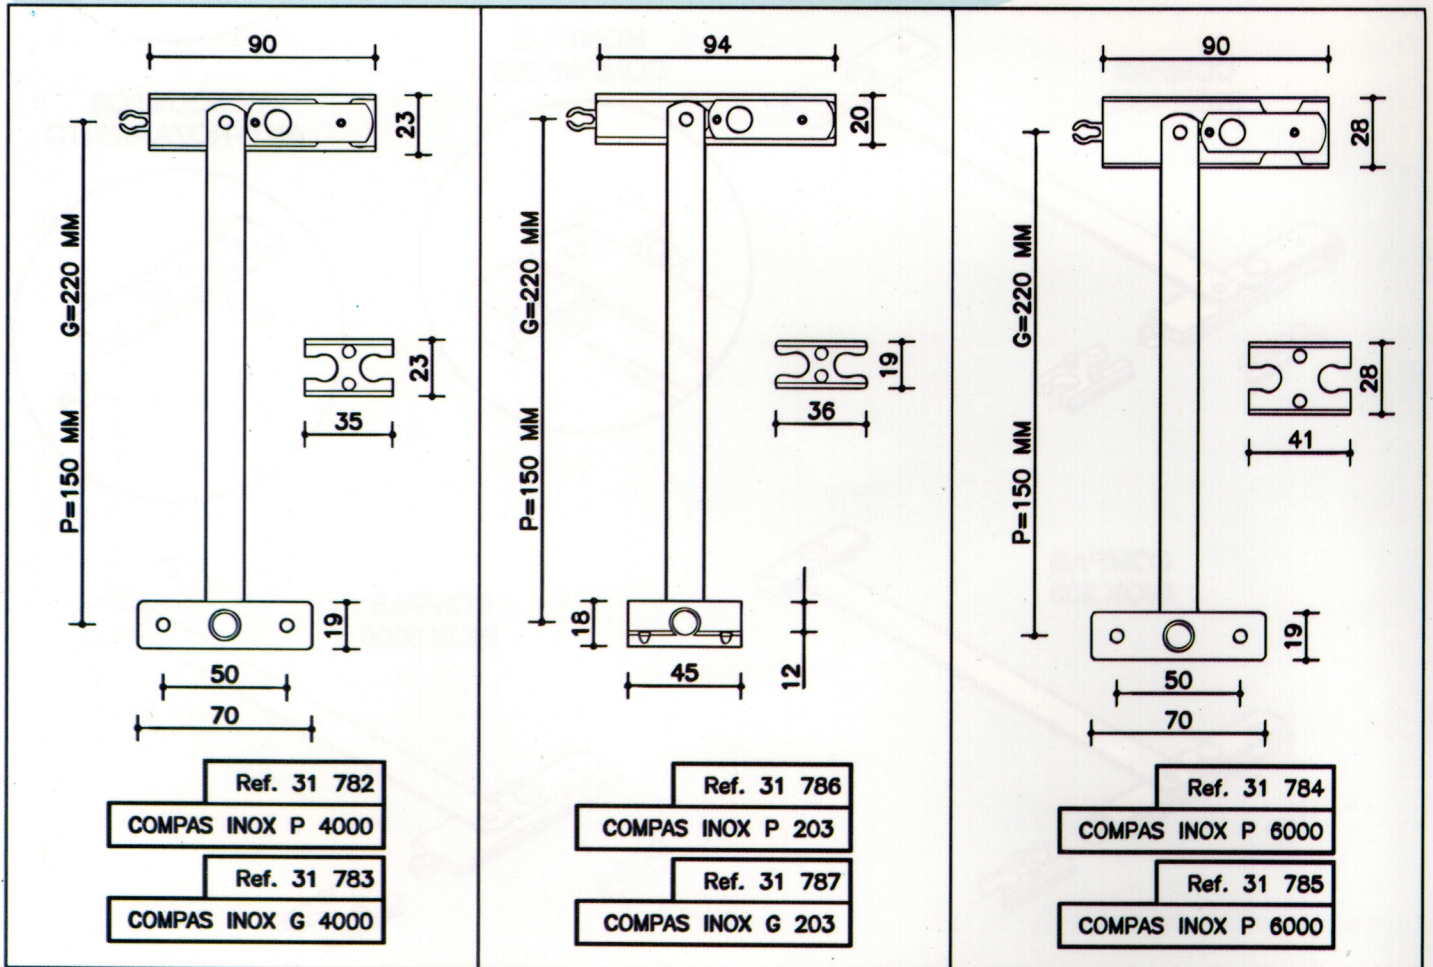 90
23
G=220 MM
P=150 MM
23
35
19
50
70
Ref. 31 782
COMPAS INOX P 4000
Ref. 31 783
COMPAS INOX G 4000
94
20
G=220 MM
P=150 MM
19
36
18
12
45
Ref. 31 786
COMPAS INOX P 203
Ref. 31 787
COMPAS INOX G 203
90
28
G=220 MM
P=150 MM
28
41
19
50
70
Ref. 31 784
COMPAS INOX P 6000
Ref. 31 785
COMPAS INOX P 6000